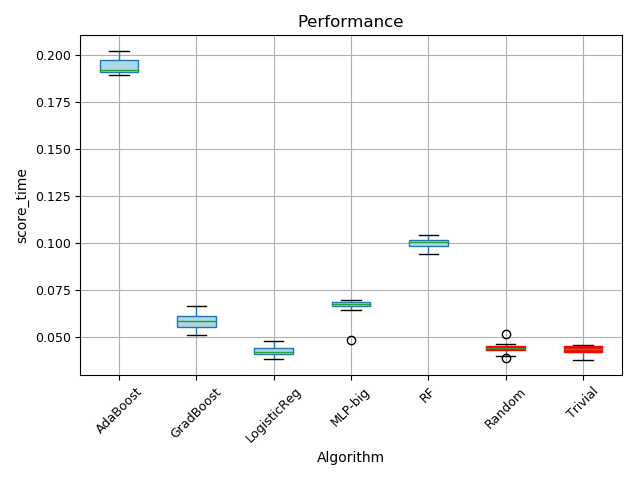 Performance
0.200
0.175
0.150
0.125
0.100
0.075
0.050
score_time
AdaBoost
GradBoost
LogisticReg
MLP-big
RF
Random
Trivial
Algorithm